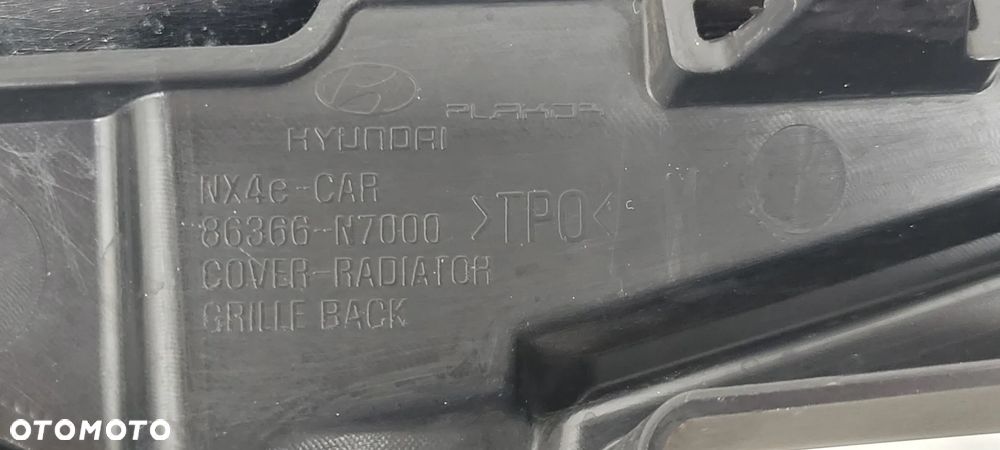 PLAKOR
HYUNDAI
NX4e-CAR
86366-N7000
>TPO<
COVER-RADIATOR
GRILLE BACK
OTOMOTO